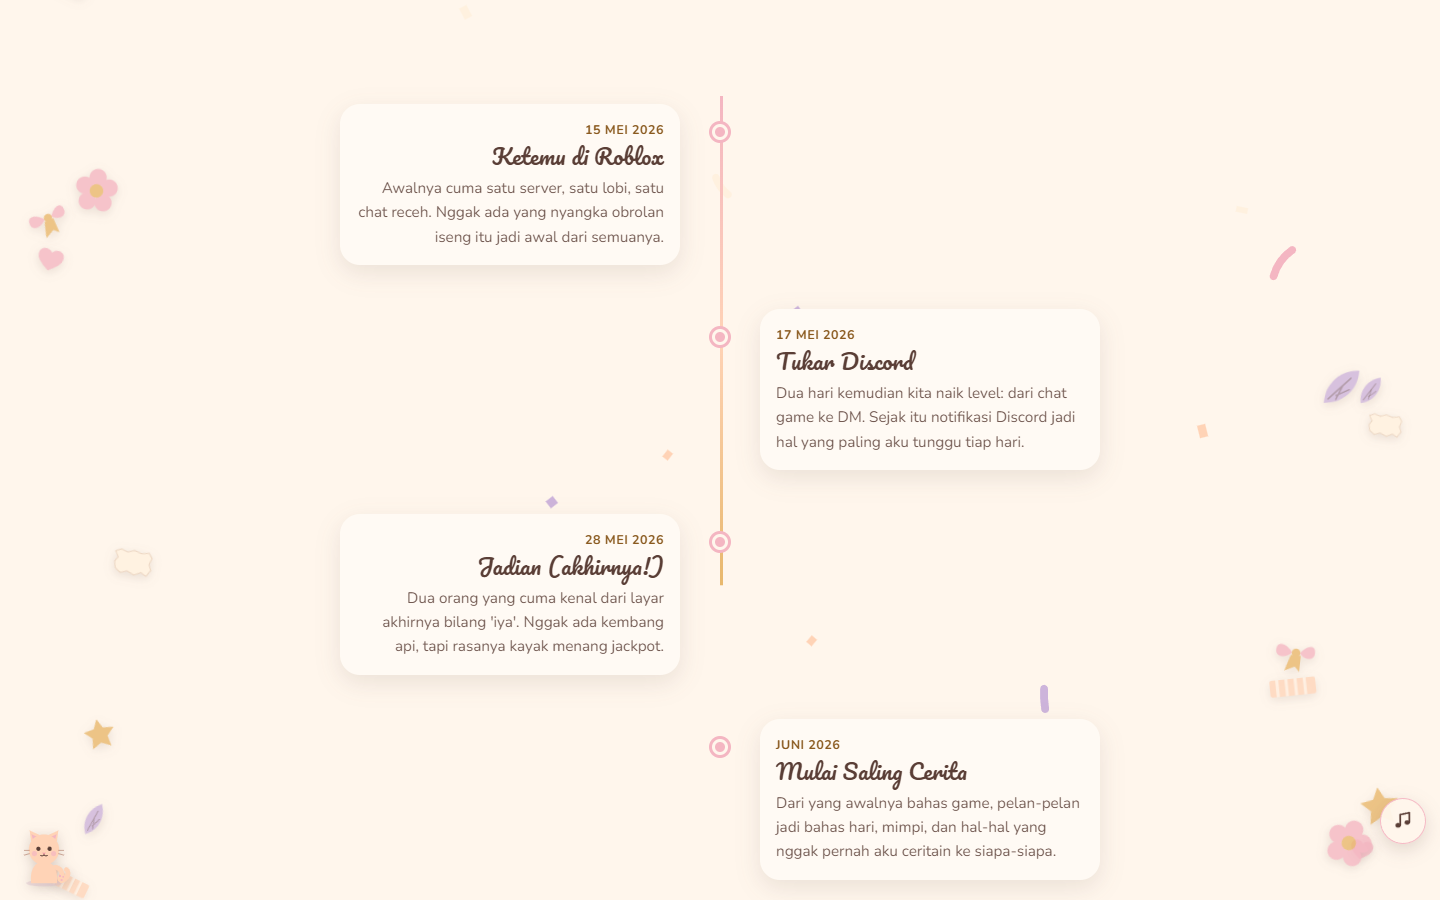 15 MEI 2026
Ketemu di Roblox
Awalnya cuma satu server, satu lobi, satu
chat receh. Nggak ada yang nyangka obrolan
iseng itu jadi awal dari semuanya.
17 MEI 2026
Tukar Discord
Dua hari kemudian kita naik level: dari chat
game ke DM. Sejak itu notifikasi Discord jadi
hal yang paling aku tunggu tiap hari.
28 MEI 2026
Jadian (akhirnya!)
Dua orang yang cuma kenal dari layar
akhirnya bilang 'iya'. Nggak ada kembang
api, tapi rasanya kayak menang jackpot.
JUNI 2026
Mulai Saling Cerita
Dari yang awalnya bahas game, pelan-pelan
jadi bahas hari, mimpi, dan hal-hal yang
nggak pernah aku ceritain ke siapa-siapa.